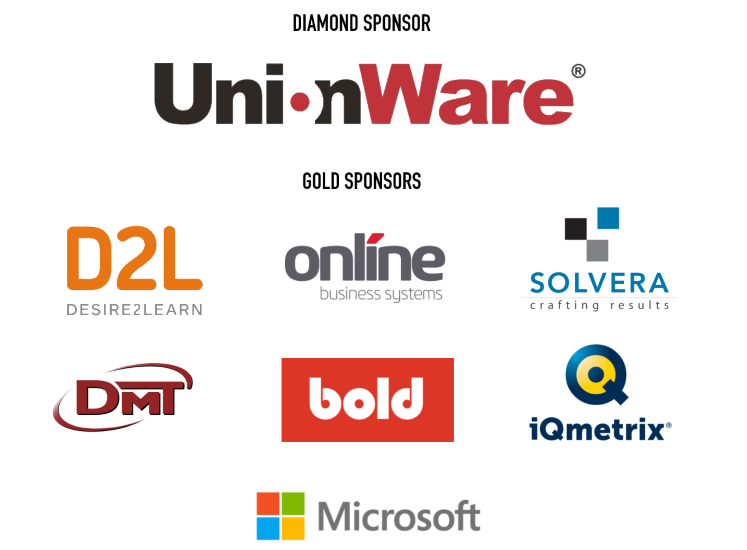 DIAMOND SPONSOR
UnionWare®
GOLD SPONSORS
D2L
DESIRE2LEARN
online
business systems
SOLVERA
crafting results
DMT
bold
iQmetrix®
Microsoft